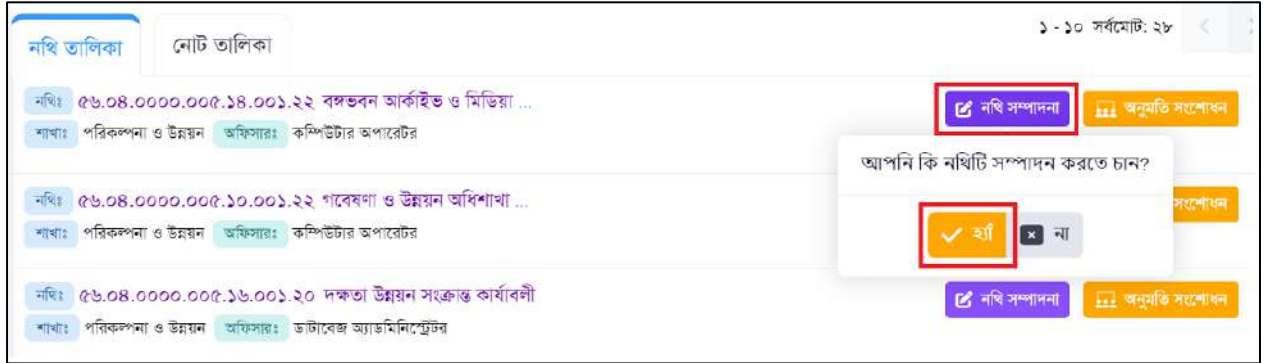 নথি তালিকা
নোট তালিকা
১ - ১০ সর্বমোট: ২৮
নথিঃ ৫৬.০৪.০০০০.০০৫.১৪.০০১.২২ বঙ্গভবন আর্কাইভ ও মিডিয়া ...
নথি সম্পাদনা
অনুমতি সংশোধন
শাখাঃ পরিকল্পনা ও উন্নয়ন অফিসারঃ কম্পিউটার অপারেটর
আপনি কি নথিটি সম্পাদন করতে চান?
নথিঃ ৫৬.০৪.০০০০.০০৫.১০.০০১.২২ গবেষণা ও উন্নয়ন অধিশাখা ...
সংশোধন
শাখাঃ পরিকল্পনা ও উন্নয়ন অফিসারঃ কম্পিউটার অপারেটর
হ্যাঁ
না
নথিঃ ৫৬.০৪.০০০০.০০৫.১৬.০০১.২০ দক্ষতা উন্নয়ন সংক্রান্ত কার্যাবলী
নথি সম্পাদনা
অনুমতি সংশোধন
শাখাঃ পরিকল্পনা ও উন্নয়ন অফিসারঃ ডাটাবেজ অ্যাডমিনিস্ট্রেটর